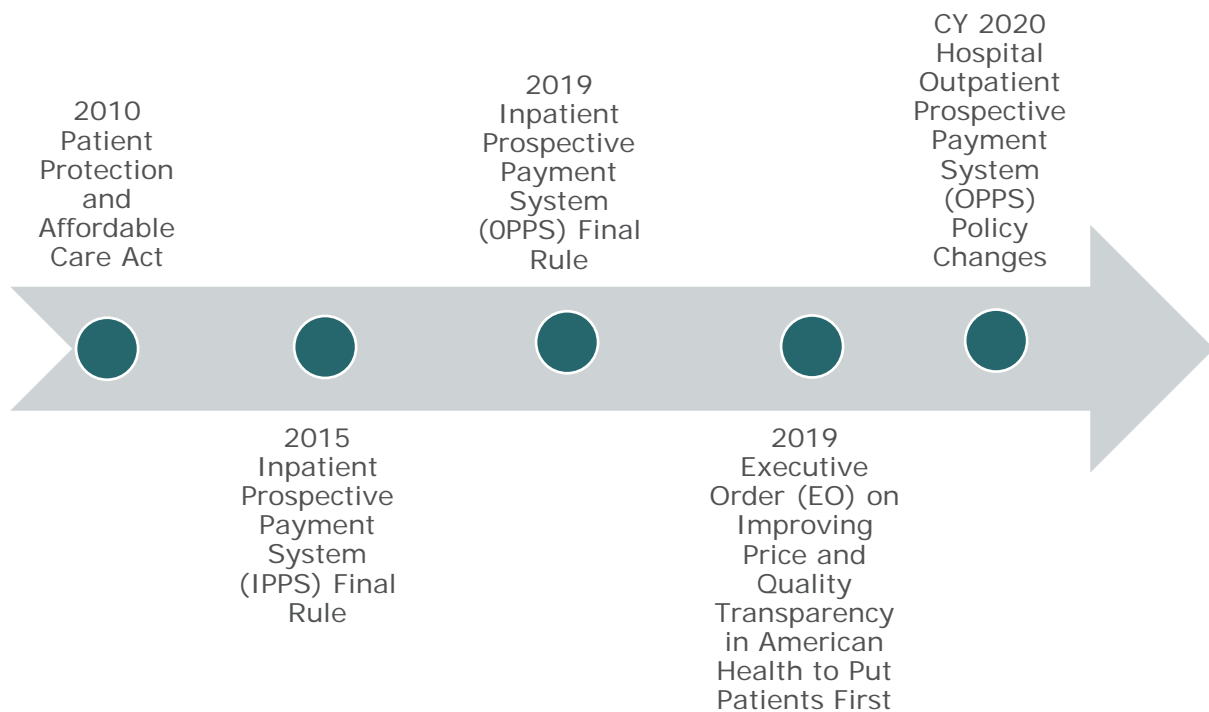 2010
Patient
Protection
and
Affordable
Care Act
2015
Inpatient
Prospective
Payment
System
(IPPS) Final
Rule
2019
Inpatient
Prospective
Payment
System
(0PPS) Final
Rule
2019
Executive
Order (EO) on
Improving
Price and
Quality
Transparency
in American
Health to Put
Patients First
CY 2020
Hospital
Outpatient
Prospective
Payment
System
(OPPS)
Policy
Changes